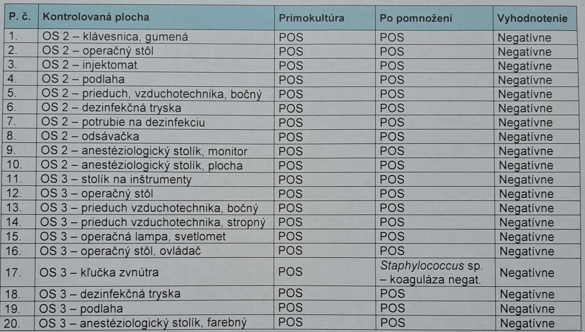 P. č. Kontrolovaná plocha Primokultúra Po pomnožení Vyhodnotenie
1. OS 2 – klávesnica, gumená POS POS Negatívne
2. OS 2 – operačný stôl POS POS Negatívne
3. OS 2 – injektomat POS POS Negatívne
4. OS 2 – podlaha POS POS Negatívne
5. OS 2 – prieduch, vzduchotechnika, bočný POS POS Negatívne
6. OS 2 – dezinfekčná tryska POS POS Negatívne
7. OS 2 – potrubie na dezinfekciu POS POS Negatívne
8. OS 2 – odsávačka POS POS Negatívne
9. OS 2 – anestéziologický stolík, monitor POS POS Negatívne
10. OS 2 – anestéziologický stolík, plocha POS POS Negatívne
11. OS 3 – stolík na inštrumenty POS POS Negatívne
12. OS 3 – operačný stôl POS POS Negatívne
13. OS 3 – prieduch vzduchotechnika, bočný POS POS Negatívne
14. OS 3 – prieduch vzduchotechnika, stropný POS POS Negatívne
15. OS 3 – operačná lampa, svetlomet POS POS Negatívne
16. OS 3 – operačný stôl, ovládač POS POS Negatívne
17. OS 3 – kľučka zvnútra POS Staphylococcus sp. – koaguláza negat. Negatívne
18. OS 3 – dezinfekčná tryska POS POS Negatívne
19. OS 3 – podlaha POS POS Negatívne
20. OS 3 – anestéziologický stolík, farebný POS POS Negatívne